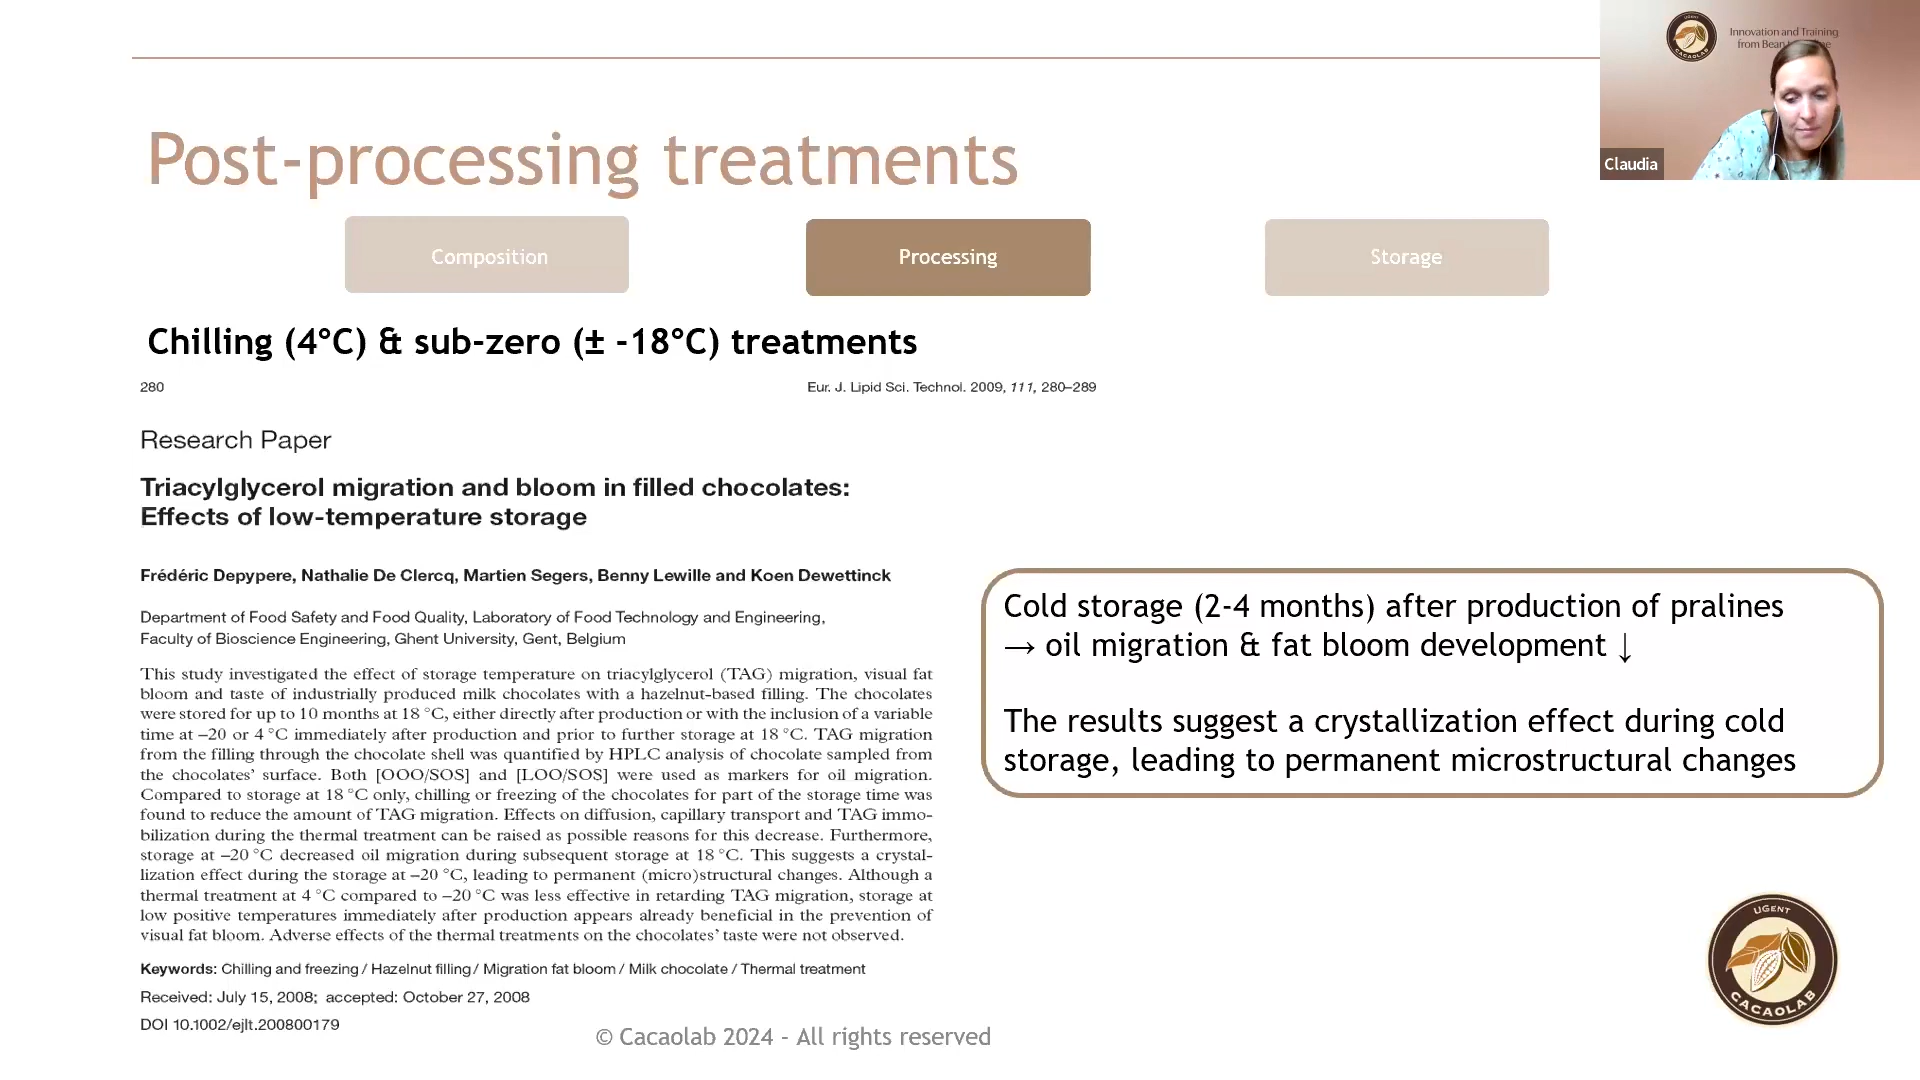 Innovation and Training
from Bean
Claudia
Post-processing treatments
Composition
Processing
Storage
Chilling (4°C) & sub-zero (± -18°C) treatments
280
Eur. J. Lipid Sci. Technol. 2009, 111, 280–289
Research Paper
Triacylglycerol migration and bloom in filled chocolates:
Effects of low-temperature storage
Frédéric Depypere, Nathalie De Clercq, Martien Segers, Benny Lewille and Koen Dewettinck
Department of Food Safety and Food Quality, Laboratory of Food Technology and Engineering,
Faculty of Bioscience Engineering, Ghent University, Gent, Belgium
This study investigated the effect of storage temperature on triacylglycerol (TAG) migration, visual fat
bloom and taste of industrially produced milk chocolates with a hazelnut-based filling. The chocolates
were stored for up to 10 months at 18 °C, either directly after production or with the inclusion of a variable
time at –20 or 4 °C immediately after production and prior to further storage at 18 °C. TAG migration
from the filling through the chocolate shell was quantified by HPLC analysis of chocolate sampled from
the chocolates’ surface. Both [OOO/SOS] and [LOO/SOS] were used as markers for oil migration.
Compared to storage at 18 °C only, chilling or freezing of the chocolates for part of the storage time was
found to reduce the amount of TAG migration. Effects on diffusion, capillary transport and TAG immo-
bilization during the thermal treatment can be raised as possible reasons for this decrease. Furthermore,
storage at –20 °C decreased oil migration during subsequent storage at 18 °C. This suggests a crystal-
lization effect during the storage at –20 °C, leading to permanent (micro)structural changes. Although a
thermal treatment at 4 °C compared to –20 °C was less effective in retarding TAG migration, storage at
low positive temperatures immediately after production appears already beneficial in the prevention of
visual fat bloom. Adverse effects of the thermal treatments on the chocolates’ taste were not observed.
Keywords: Chilling and freezing / Hazelnut filling / Migration fat bloom / Milk chocolate / Thermal treatment
Received: July 15, 2008; accepted: October 27, 2008
DOI 10.1002/ejlt.200800179
Cold storage (2-4 months) after production of pralines
→ oil migration & fat bloom development ↓
The results suggest a crystallization effect during cold
storage, leading to permanent microstructural changes
UGENT
CACAOLAB
© Cacaolab 2024 - All rights reserved